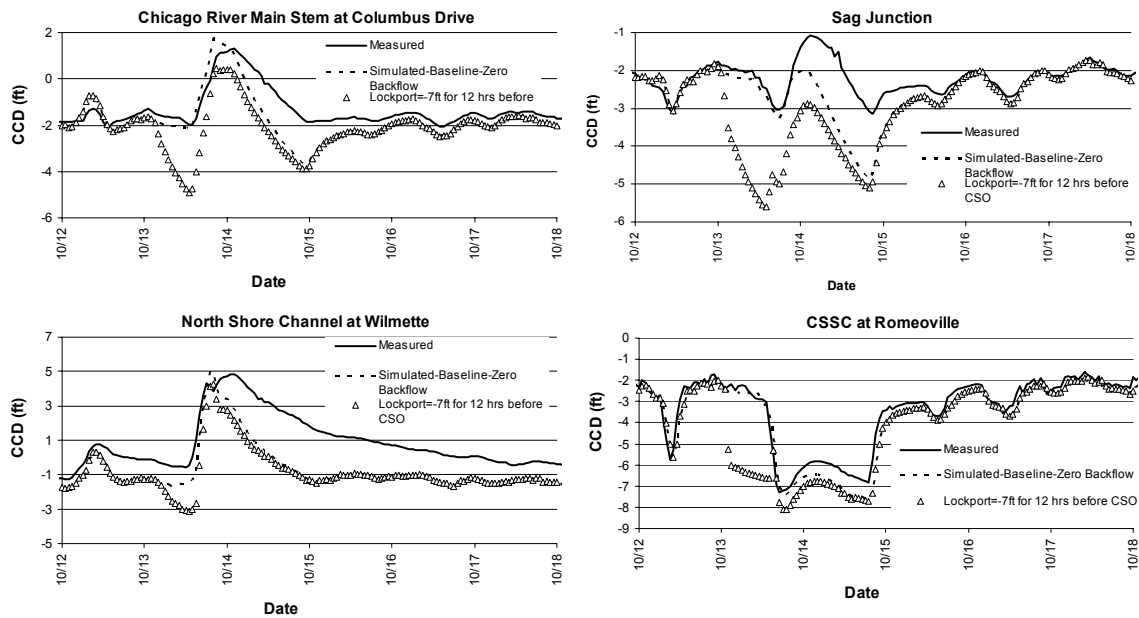 Chicago River Main Stem at Columbus Drive
2
0
-2
-4
-6
CCD (ft)
Measured
Simulated-Baseline-Zero
Backflow
Lockport=-7ft for 12 hrs before
10/12
10/13
10/14
10/15
10/16
10/17
10/18
Date
Sag Junction
-1
-2
-3
-4
-5
-6
CCD (ft)
Measured
Simulated-Baseline-Zero
Backflow
Lockport=-7ft for 12 hrs before
CSO
10/12
10/13
10/14
10/15
10/16
10/17
10/18
Date
North Shore Channel at Wilmette
7
5
3
1
-1
-3
-5
CCD (ft)
Measured
Simulated-Baseline-Zero
Backflow
Lockport=-7ft for 12 hrs before
CSO
10/12
10/13
10/14
10/15
10/16
10/17
10/18
Date
CSSC at Romeoville
0
-1
-2
-3
-4
-5
-6
-7
-8
-9
CCD (ft)
Measured
Simulated-Baseline-Zero Backflow
Lockport=-7ft for 12 hrs before CSO
10/12
10/13
10/14
10/15
10/16
10/17
10/18
Date